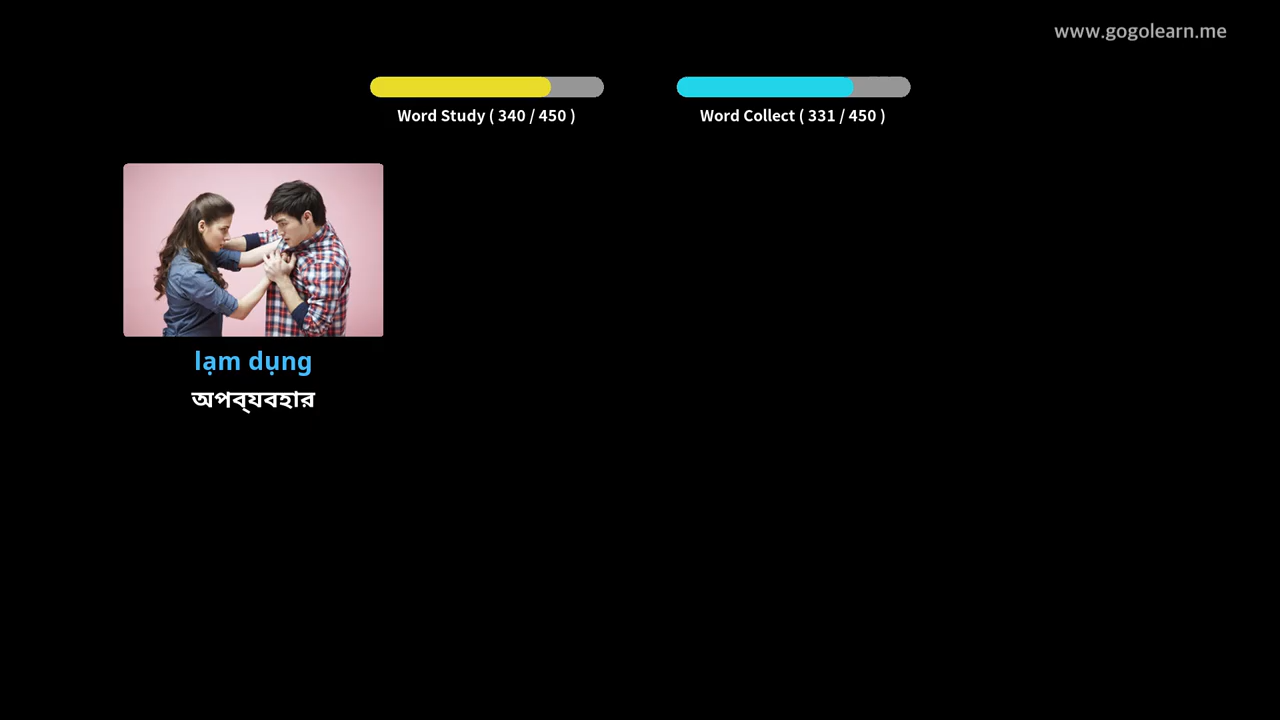 www.gogolearn.me
Word Study ( 340 / 450 )
Word Collect ( 331 / 450 )
lạm dụng
অপব্যবহার